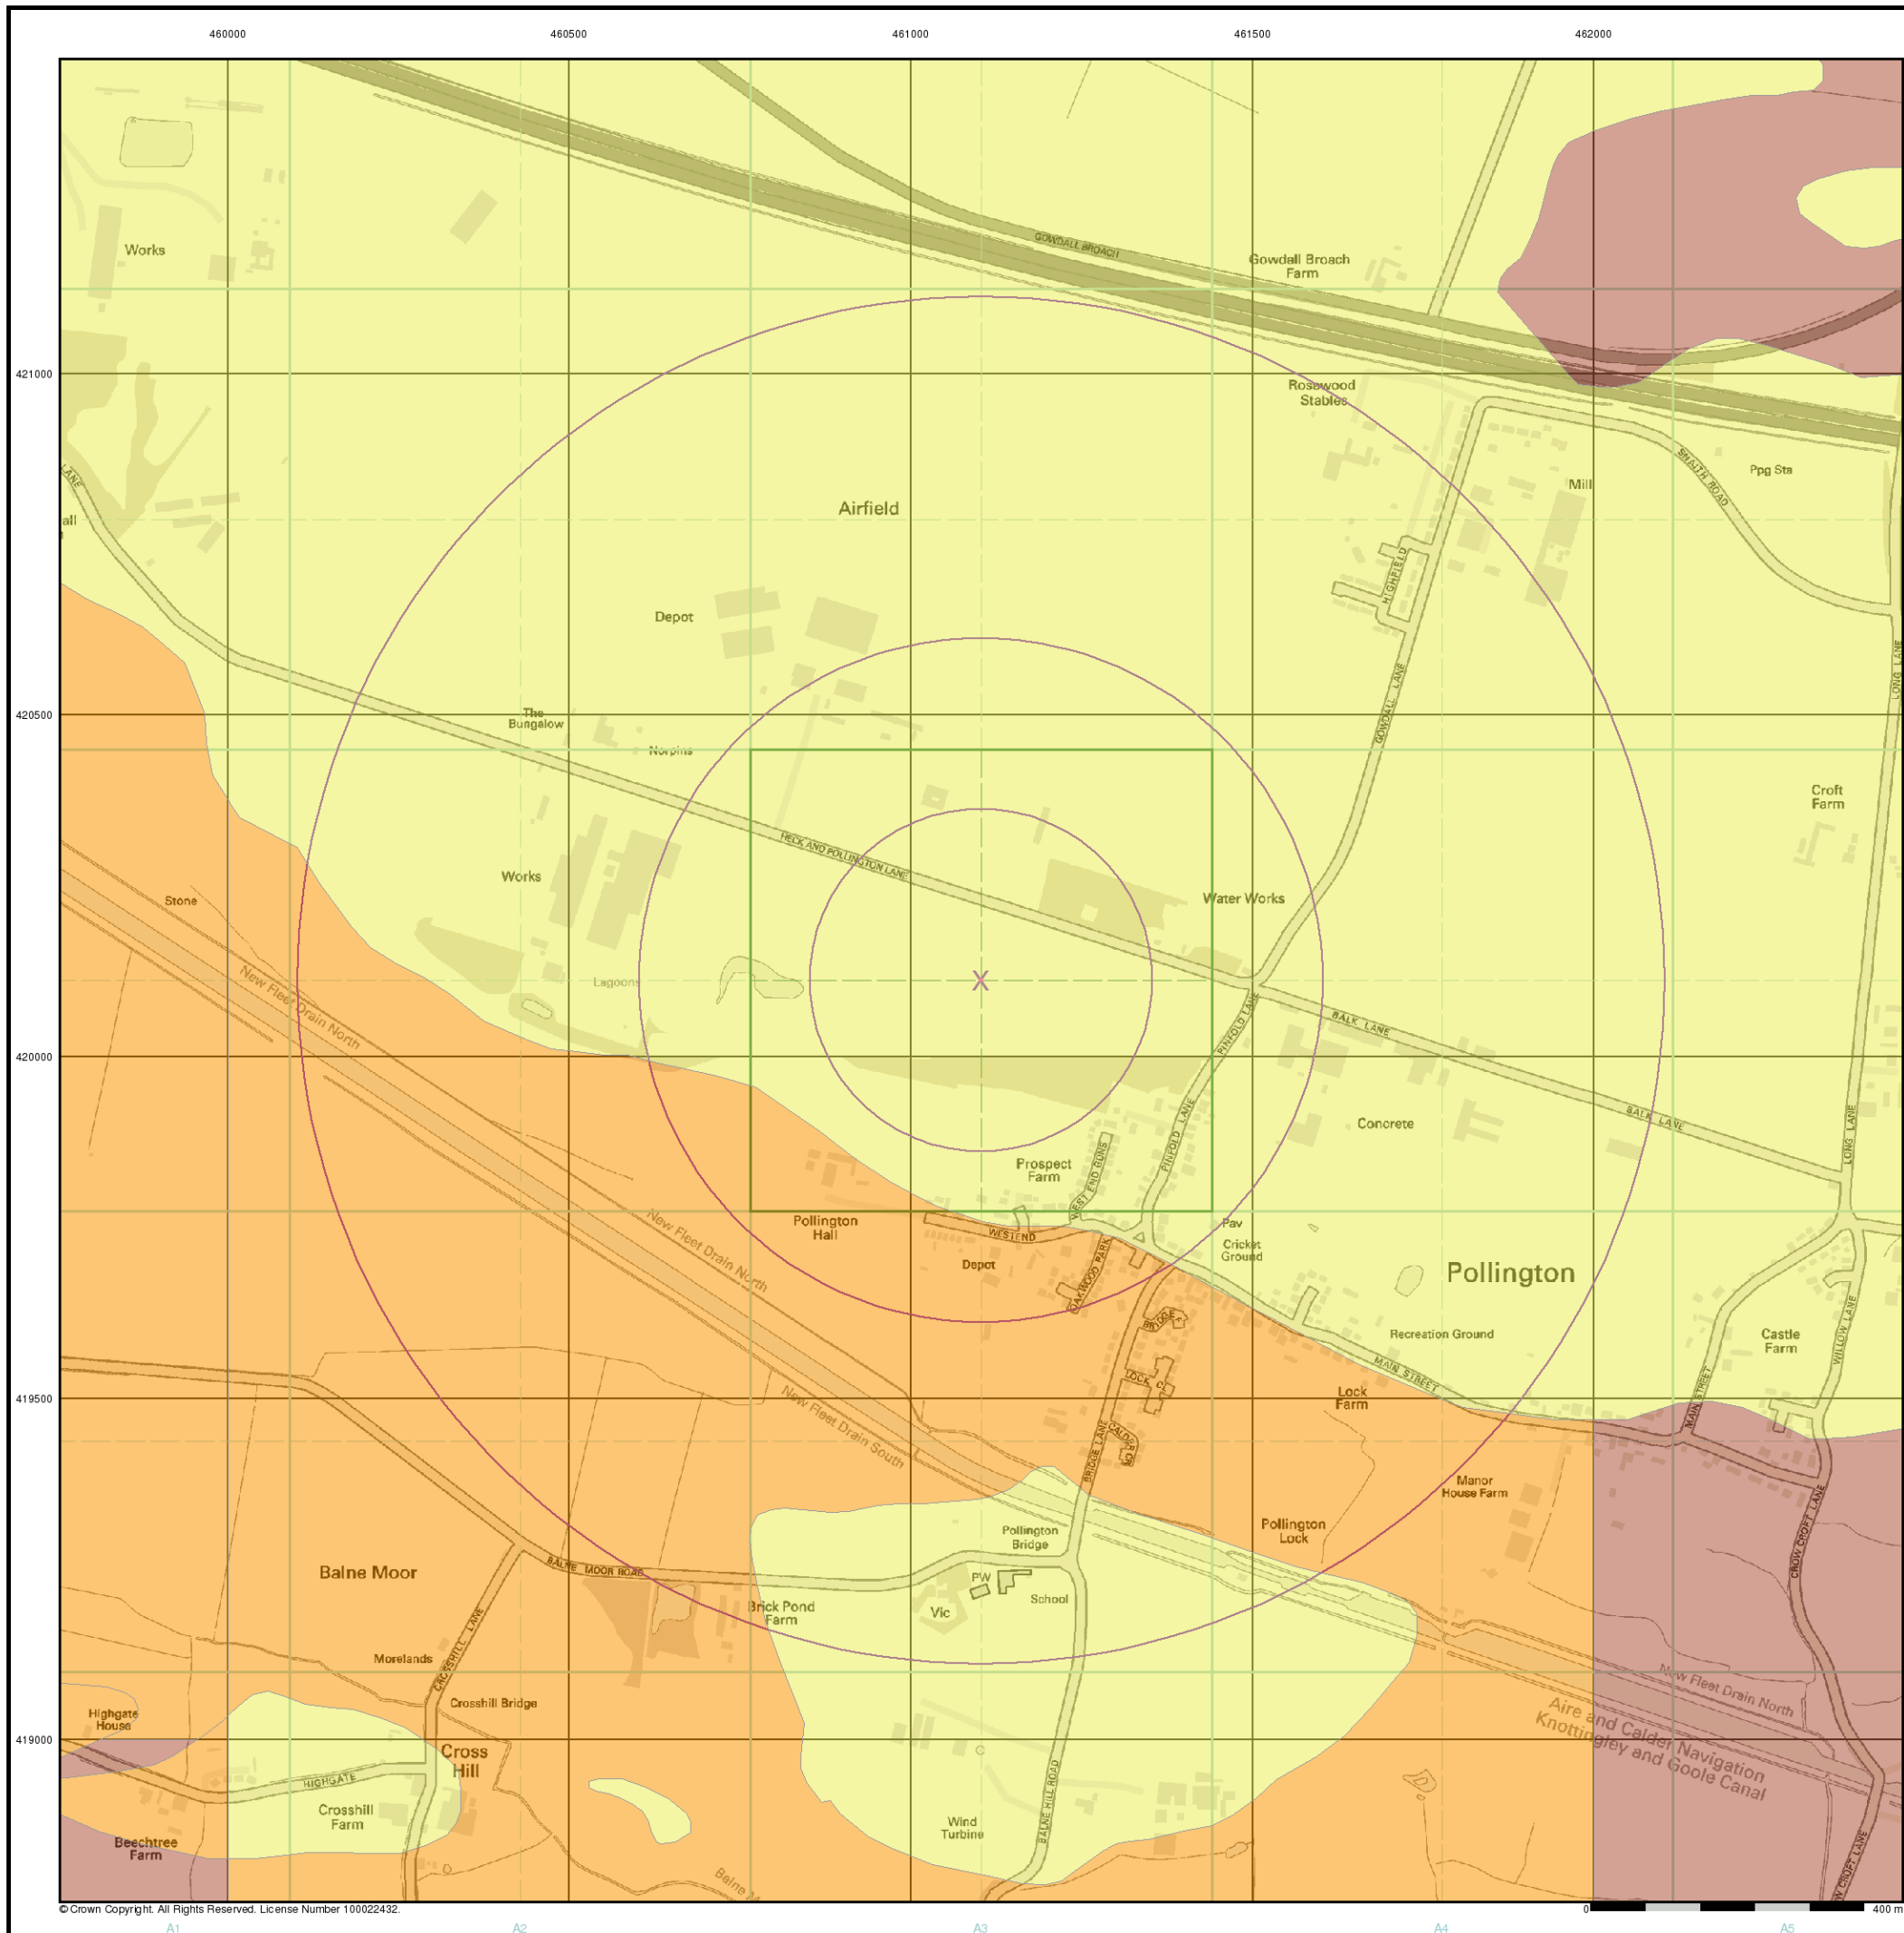 460000 460500 461000 461500 462000
GOWDALL BROACH
Works
Gowdall Broach
Farm
421000
Rosewood
Stables
LANE
SNAITH ROAD
Ppg Sta
Mill
Airfield
all
HIGHFIELD
Depot
LONG LANE
GOWDALL LANE
420500
The
Bungalow
Norpins
Croft
Farm
HECK AND POLLINGTON LANE
Works
Stone
Water Works
New Fleet Drain North
Lagoons
X
PINFOLD LANE
BALK LANE
420000
BALK LANE
PINFOLD LANE
Concrete
LONG LANE
Prospect
Farm
WEST END GDNS
New Fleet Drain North
Pollington
Hall
WESTEND
Pav
Cricket
Ground
Depot
OAKWOOD PARK
Pollington
BRIDGE
Recreation Ground
Castle
Farm
WILLOW LANE
MAIN STREET
MAIN STREET
LOCK
New Fleet Drain South
Lock
Farm
419500
BRIDGE LANE
CALDER
Manor
House Farm
CROW CROFT LANE
Pollington
Bridge
Pollington
Lock
BALNE MOOR ROAD
Balne Moor
PW
School
Brick Pond
Farm
Vic
CROSSHILL LANE
Morelands
New Fleet Drain North
Crosshill Bridge
Highgate
House
Aire and Calder Navigation
Knottingley and Goole Canal
419000
Cross
Hill
HIGHGATE
Crosshill
Farm
Wind
Turbine
BALNE HILL ROAD
Beechtree
Farm
W CROFT LANE
Balne M
© Crown Copyright. All Rights Reserved. License Number 100022432.
0 400 m
A1 A2 A3 A4 A5